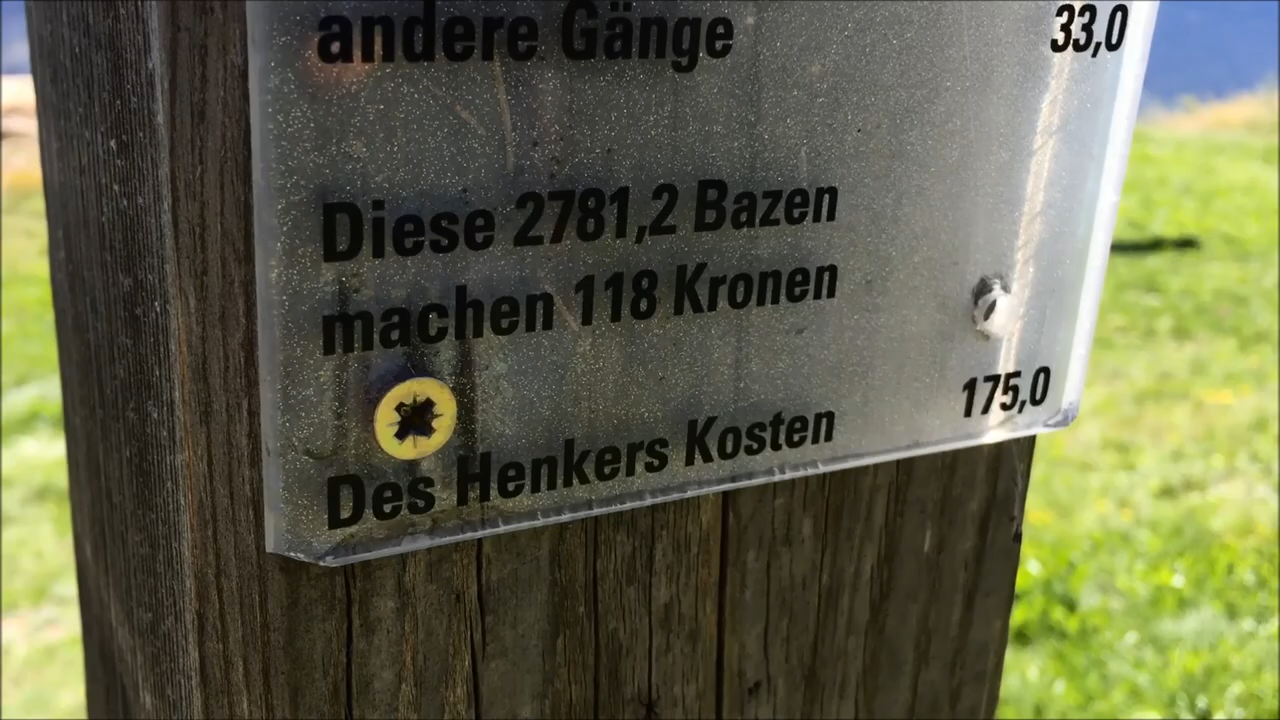 andere Gänge 33,0
Diese 2781,2 Bazen
machen 118 Kronen
Des Henkers Kosten 175,0